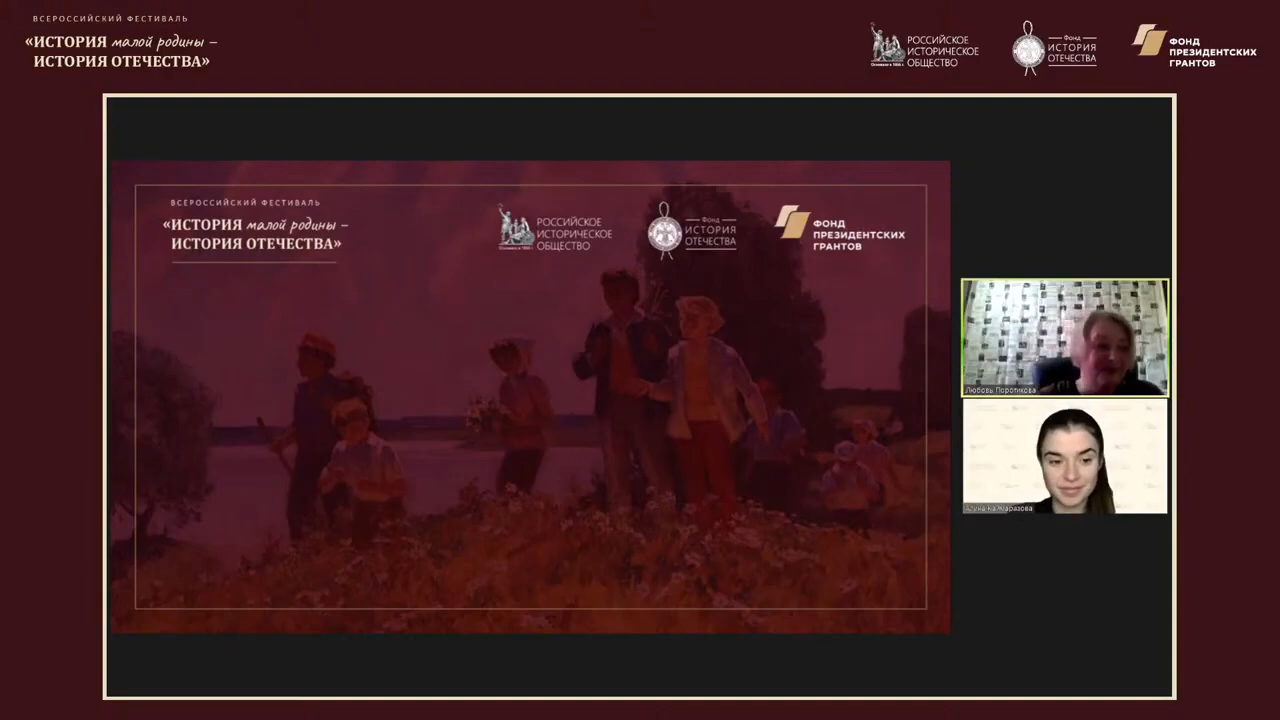 ВСЕРОССИЙСКИЙ ФЕСТИВАЛЬ
«ИСТОРИЯ малой родины –
ИСТОРИЯ ОТЕЧЕСТВА»
РОССИЙСКОЕ
ИСТОРИЧЕСКОЕ
ОБЩЕСТВО
Фонд
ИСТОРИЯ
ОТЕЧЕСТВА
ФОНД
ПРЕЗИДЕНТСКИХ
ГРАНТОВ
ВСЕРОССИЙСКИЙ ФЕСТИВАЛЬ
«ИСТОРИЯ малой родины –
ИСТОРИЯ ОТЕЧЕСТВА»
РОССИЙСКОЕ
ИСТОРИЧЕСКОЕ
ОБЩЕСТВО
Фонд
ИСТОРИЯ
ОТЕЧЕСТВА
ФОНД
ПРЕЗИДЕНТСКИХ
ГРАНТОВ
Любовь Поротикова